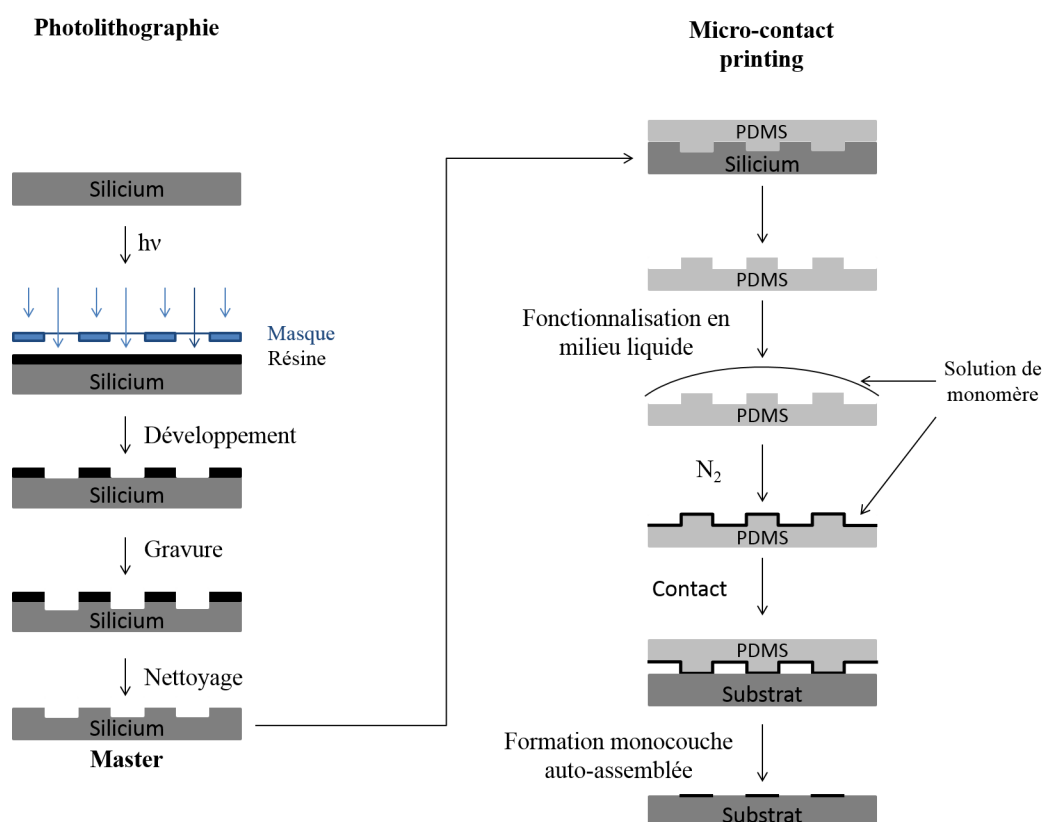 Photolithographie
Silicium
hν
Masque
Résine
Silicium
Développement
Silicium
Gravure
Silicium
Nettoyage
Silicium
Master
Micro-contact
printing
PDMS
Silicium
PDMS
Fonctionnalisation en
milieu liquide
Solution de
monomère
PDMS
N₂
PDMS
Contact
PDMS
Substrat
Formation monocouche
auto-assemblée
Substrat